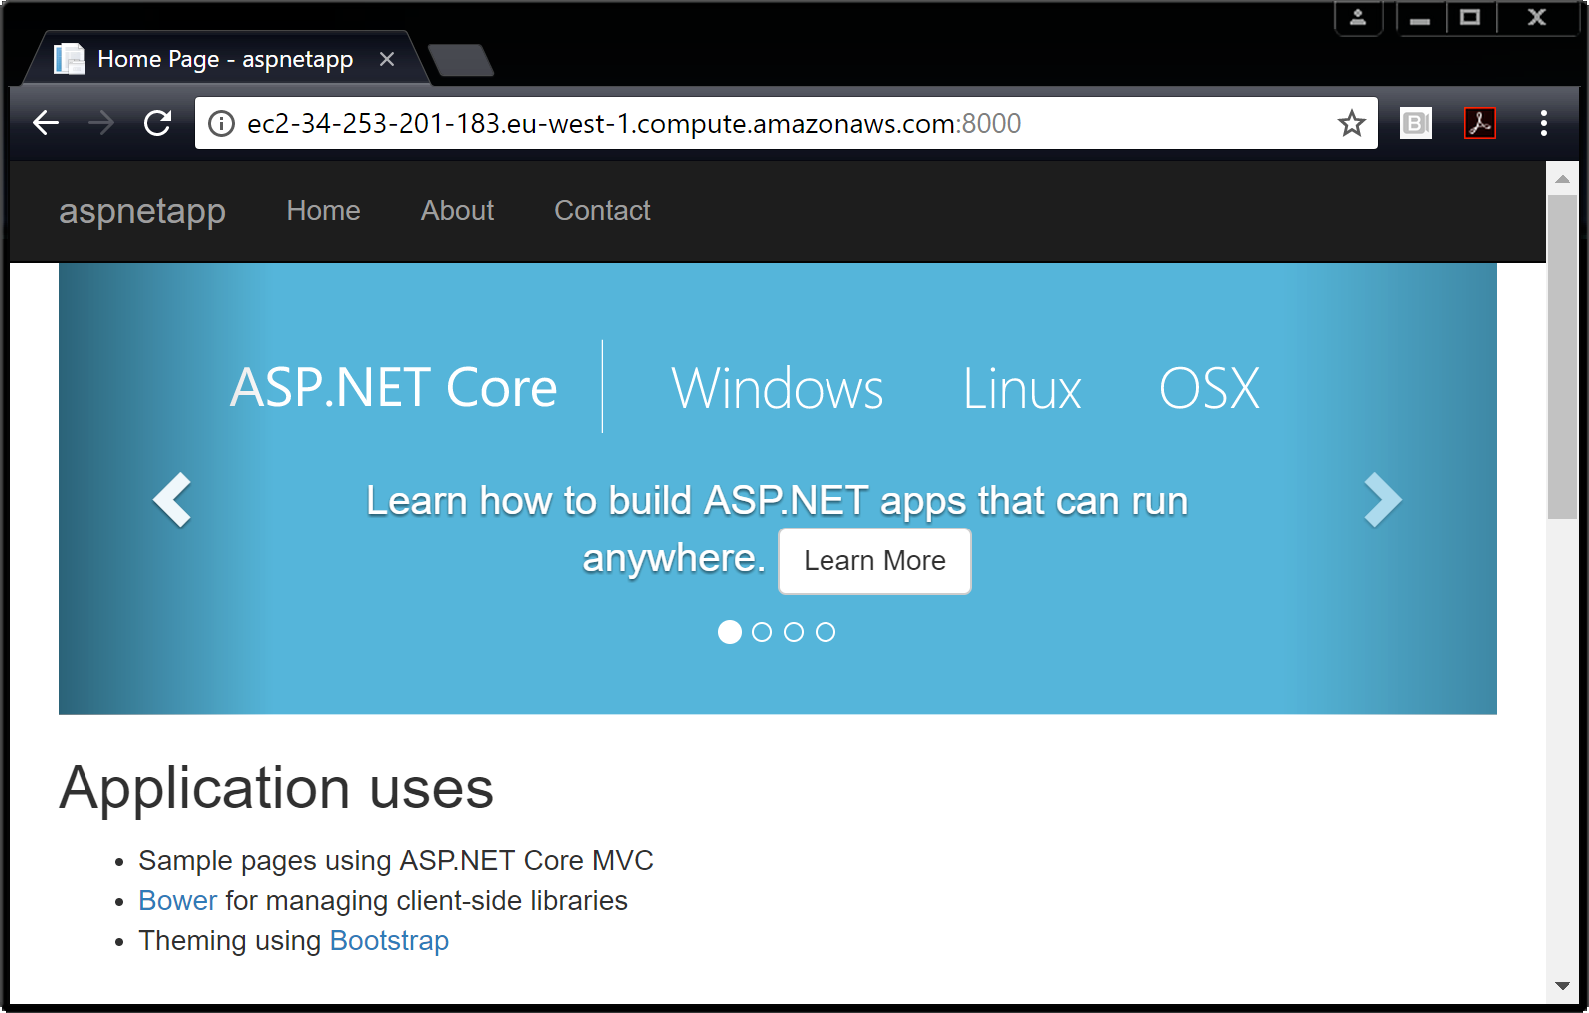 Home Page - aspnetapp
ec2-34-253-201-183.eu-west-1.compute.amazonaws.com:8000
aspnetapp Home About Contact
ASP.NET Core Windows Linux OSX
Learn how to build ASP.NET apps that can run
anywhere. Learn More
Application uses
Sample pages using ASP.NET Core MVC
Bower for managing client-side libraries
Theming using Bootstrap